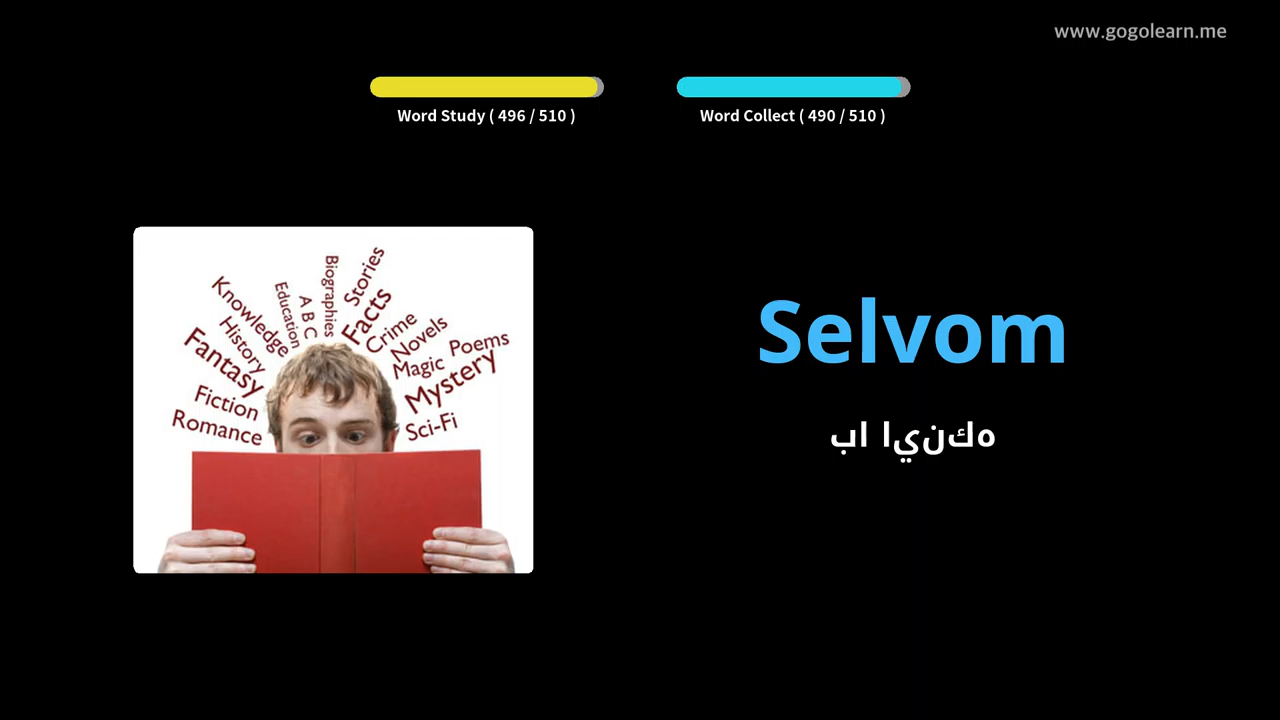 www.gogolearn.me
Word Study ( 496 / 510 )
Word Collect ( 490 / 510 )
Biographies
Stories
Education
A B C
Facts
Knowledge
Crime
History
Novels
Poems
Fantasy
Magic
Mystery
Fiction
Sci-Fi
Romance
Selvom
با اينكه